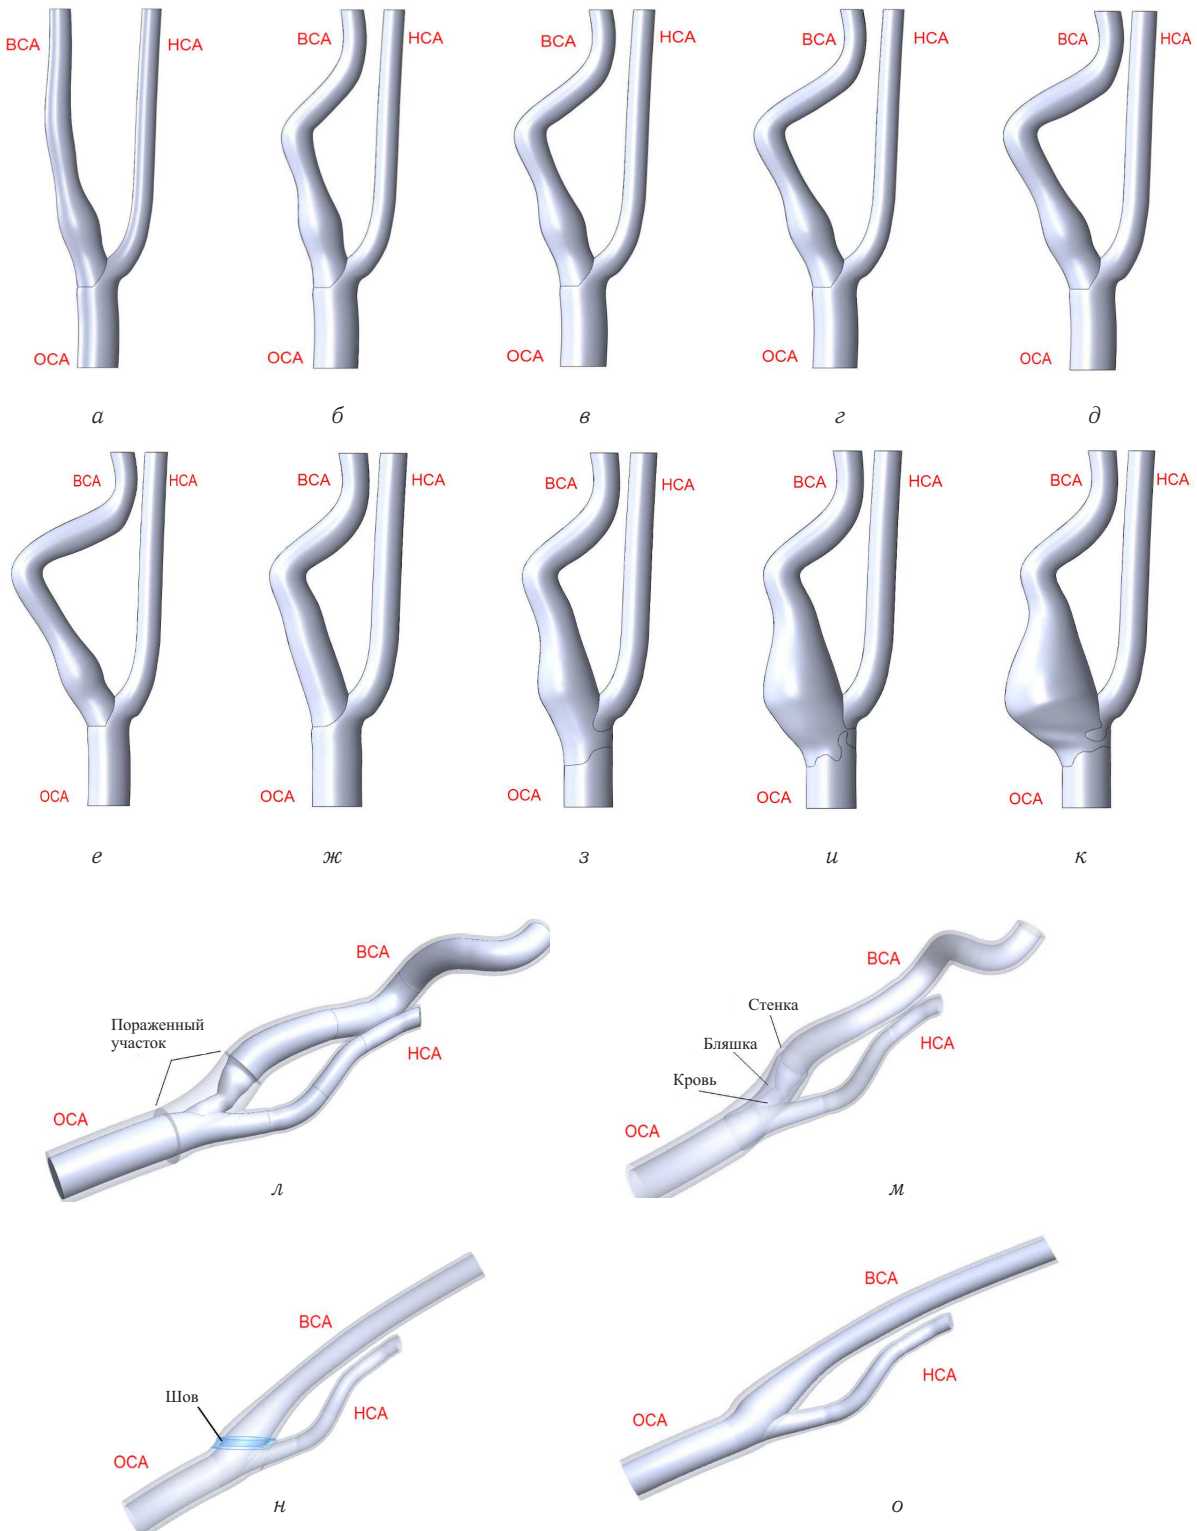 ВСА НСА ВСА НСА ВСА НСА ВСА НСА ВСА НСА
ОСА ОСА ОСА ОСА ОСА
а б в г д
ВСА НСА ВСА НСА ВСА НСА ВСА НСА ВСА НСА
ОСА ОСА ОСА ОСА ОСА
е ж з и к
ВСА
Пораженный
участок
НСА
ОСА
л
ВСА
Стенка
Бляшка
НСА
Кровь
ОСА
м
ВСА
Шов
НСА
ОСА
н
ВСА
НСА
ОСА
о